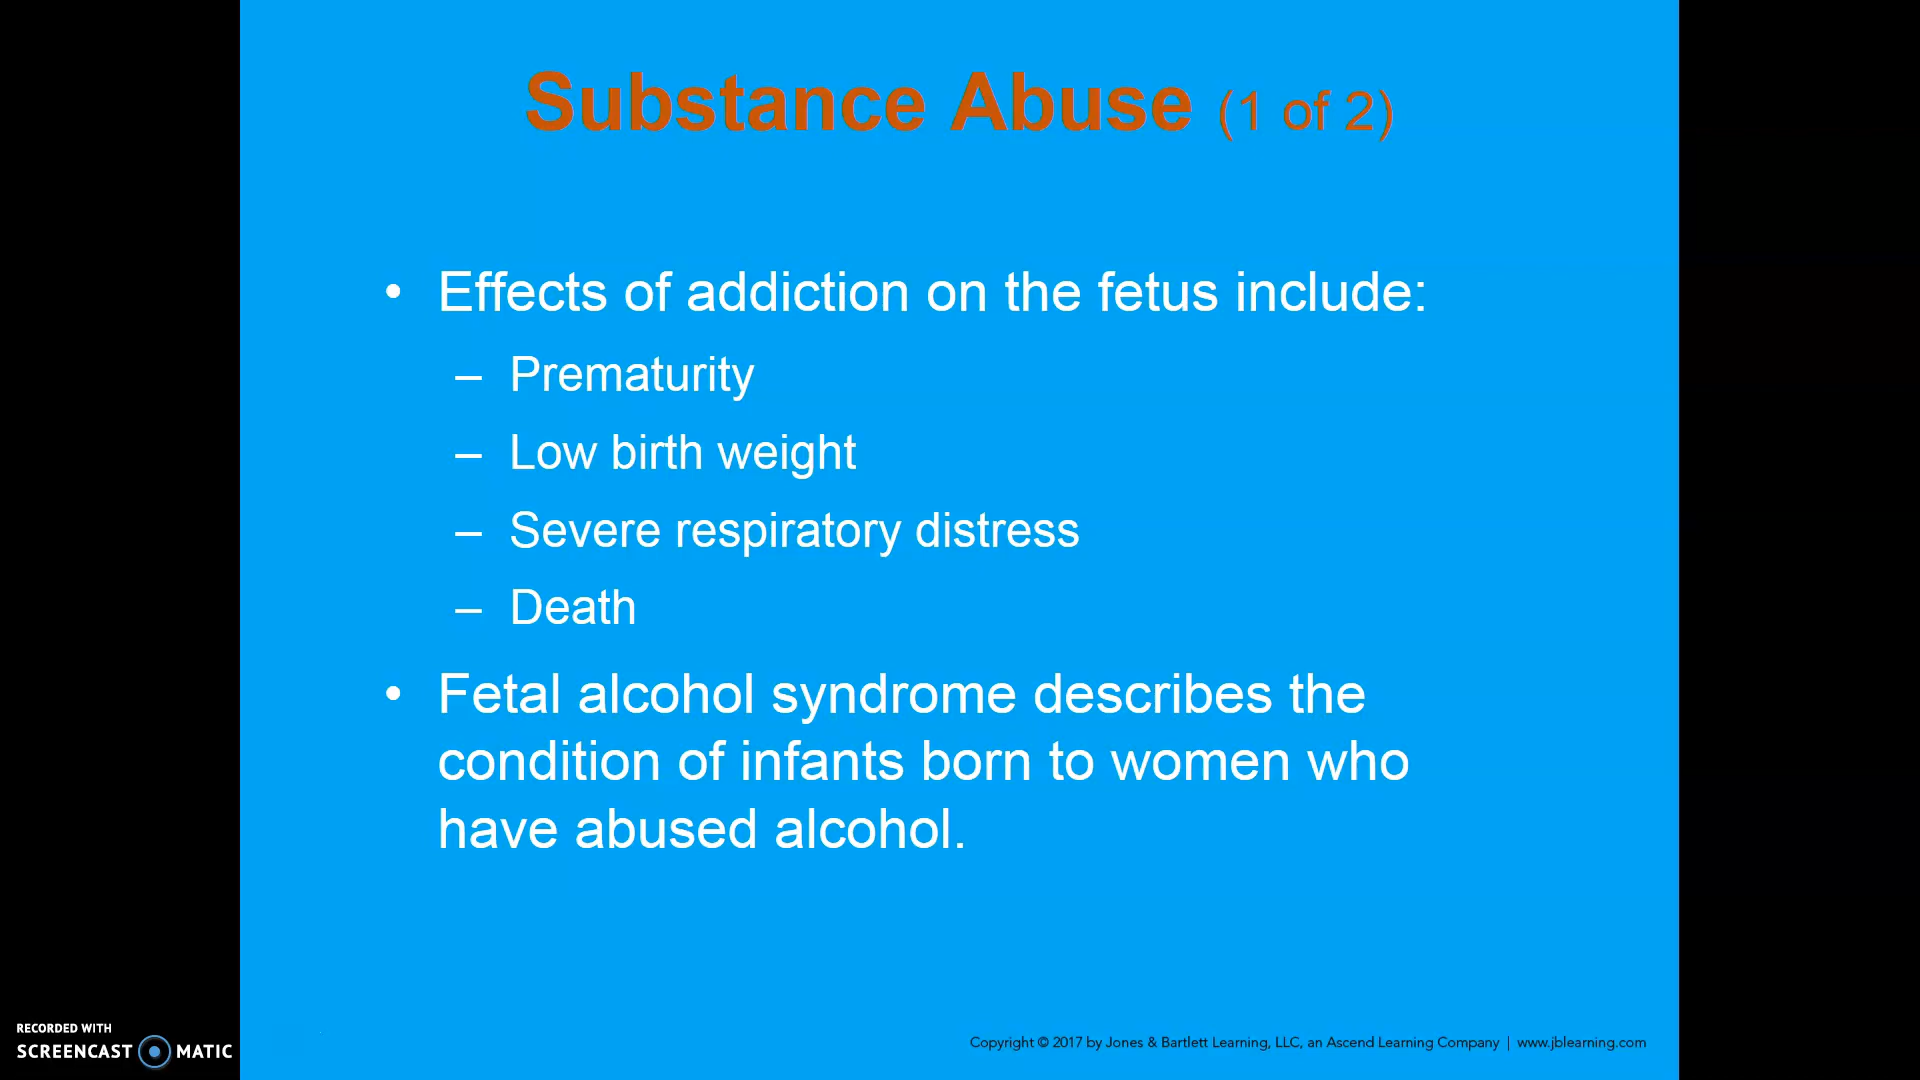 Substance Abuse (1 of 2)
• Effects of addiction on the fetus include:
– Prematurity
– Low birth weight
– Severe respiratory distress
– Death
• Fetal alcohol syndrome describes the
condition of infants born to women who
have abused alcohol.
RECORDED WITH
SCREENCAST MATIC
Copyright © 2017 by Jones & Bartlett Learning, LLC, an Ascend Learning Company | www.jblearning.com